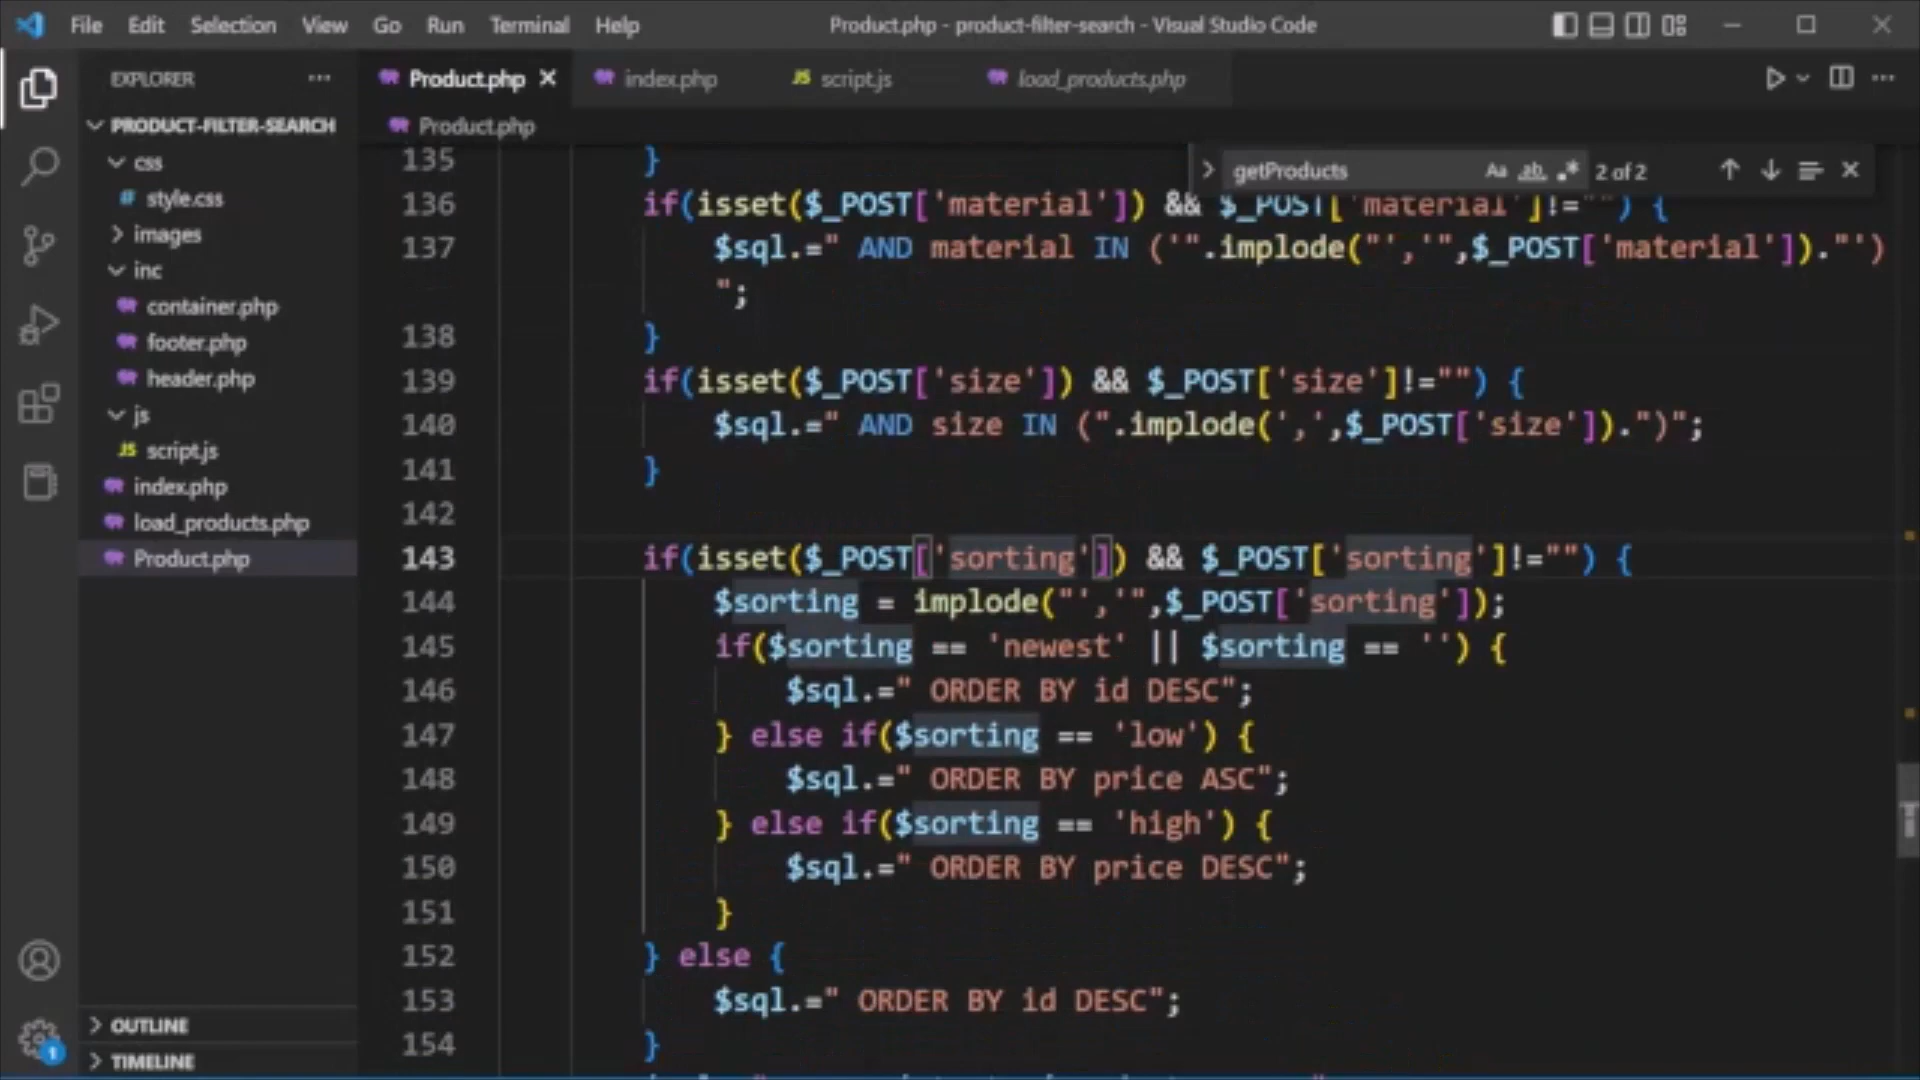 File Edit Selection View Go Run Terminal Help
Product.php - product-filter-search - Visual Studio Code
EXPLORER
PRODUCT-FILTER-SEARCH
css
# style.css
images
inc
container.php
footer.php
header.php
js
JS script.js
index.php
load_products.php
Product.php
OUTLINE
TIMELINE
1
Product.php
index.php
JS script.js
load_products.php
Product.php
getProducts Aa ab 2 of 2
135 }
136 if(isset($_POST['material']) && $_POST['material']!="") {
137 $sql.=" AND material IN ('".implode("','",$_POST['material'])."')
";
138 }
139 if(isset($_POST['size']) && $_POST['size']!="") {
140 $sql.=" AND size IN (".implode(',',$_POST['size']).")";
141 }
142
143 if(isset($_POST['sorting']) && $_POST['sorting']!="") {
144 $sorting = implode("','",$_POST['sorting']);
145 if($sorting == 'newest' || $sorting == '') {
146 $sql.=" ORDER BY id DESC";
147 } else if($sorting == 'low') {
148 $sql.=" ORDER BY price ASC";
149 } else if($sorting == 'high') {
150 $sql.=" ORDER BY price DESC";
151 }
152 } else {
153 $sql.=" ORDER BY id DESC";
154 }